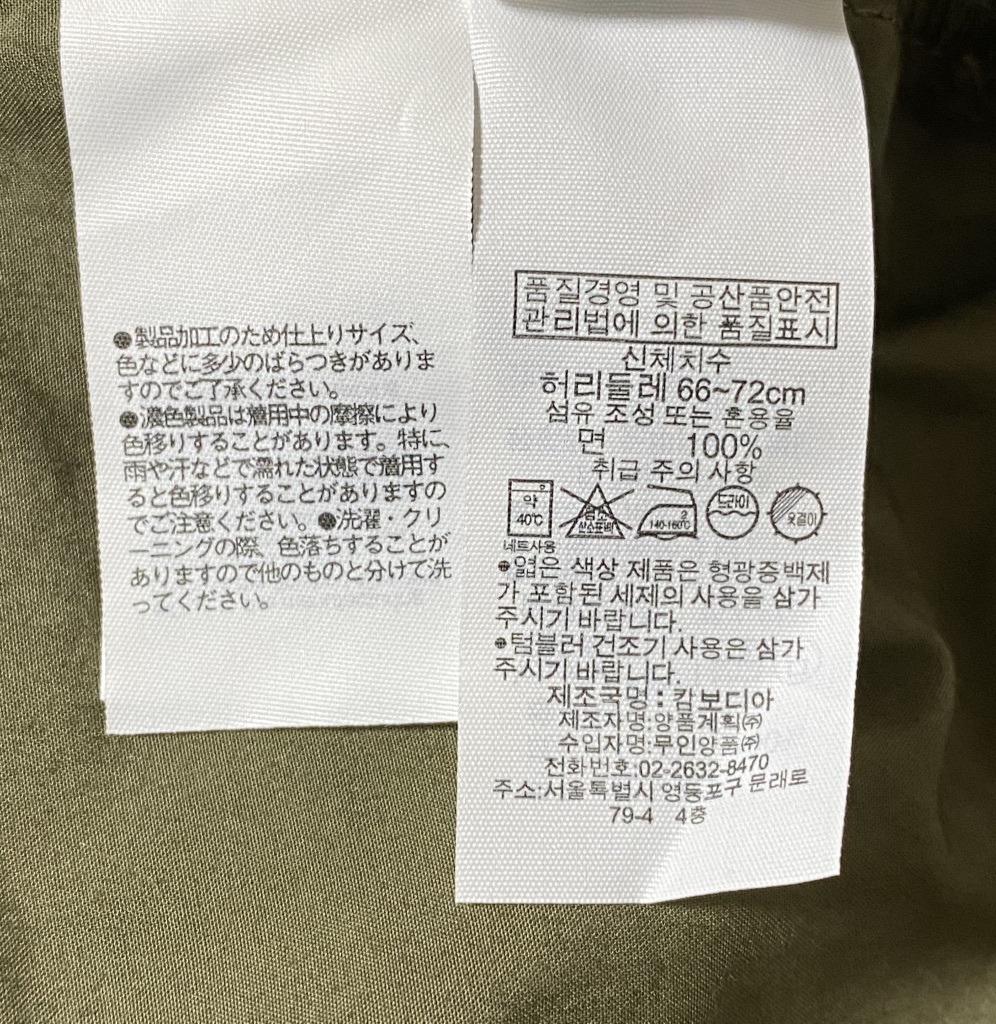 ●製品加工のため仕上りサイズ、
色などに多少のばらつきがありま
すのでご了承ください。
●濃色製品は着用中の摩擦により
色移りすることがあります。特に、
雨や汗などで濡れた状態で着用す
ると色移りすることがありますの
でご注意ください。●洗濯・クリ
ーニングの際、色落ちすることが
ありますので他のものと分けて洗
ってください。
품질경영 및 공산품안전
관리법에 의한 품질표시
신체치수
허리둘레 66~72cm
섬유 조성 또는 혼용율
면 100%
취급 주의 사항
약 40℃
염소 산소표백
2 140-160℃
드라이
옷걸이
네트사용
●엷은 색상 제품은 형광증백제
가 포함된 세제의 사용을 삼가
주시기 바랍니다.
●텀블러 건조기 사용은 삼가
주시기 바랍니다.
제조국명 : 캄보디아
제조자명:양품계획㈜
수입자명:무인양품㈜
전화번호:02-2632-8470
주소:서울특별시 영등포구 문래로
79-4 4층